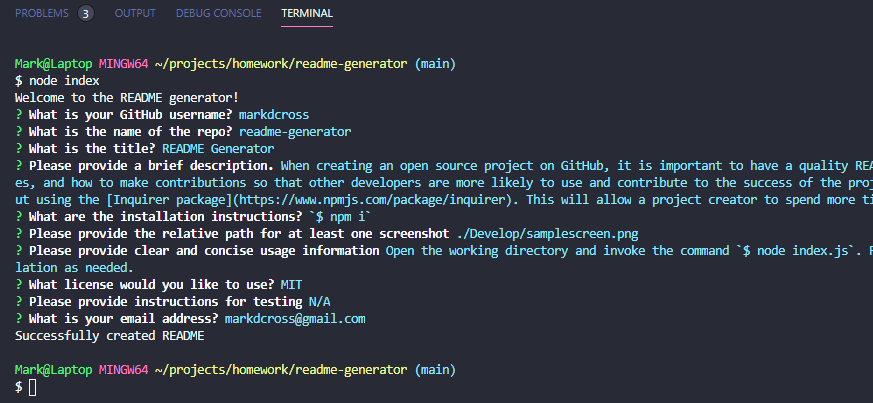 PROBLEMS 3 OUTPUT DEBUG CONSOLE TERMINAL
Mark@Laptop MINGW64 ~/projects/homework/readme-generator (main)
$ node index
Welcome to the README generator!
? What is your GitHub username? markdcross
? What is the name of the repo? readme-generator
? What is the title? README Generator
? Please provide a brief description. When creating an open source project on GitHub, it is important to have a quality REA
es, and how to make contributions so that other developers are more likely to use and contribute to the success of the proj
ut using the [Inquirer package](https://www.npmjs.com/package/inquirer). This will allow a project creator to spend more ti
? What are the installation instructions? `$ npm i`
? Please provide the relative path for at least one screenshot ./Develop/samplescreen.png
? Please provide clear and concise usage information Open the working directory and invoke the command `$ node index.js`.
lation as needed.
? What license would you like to use? MIT
? Please provide instructions for testing N/A
? What is your email address? markdcross@gmail.com
Successfully created README
Mark@Laptop MINGW64 ~/projects/homework/readme-generator (main)
$